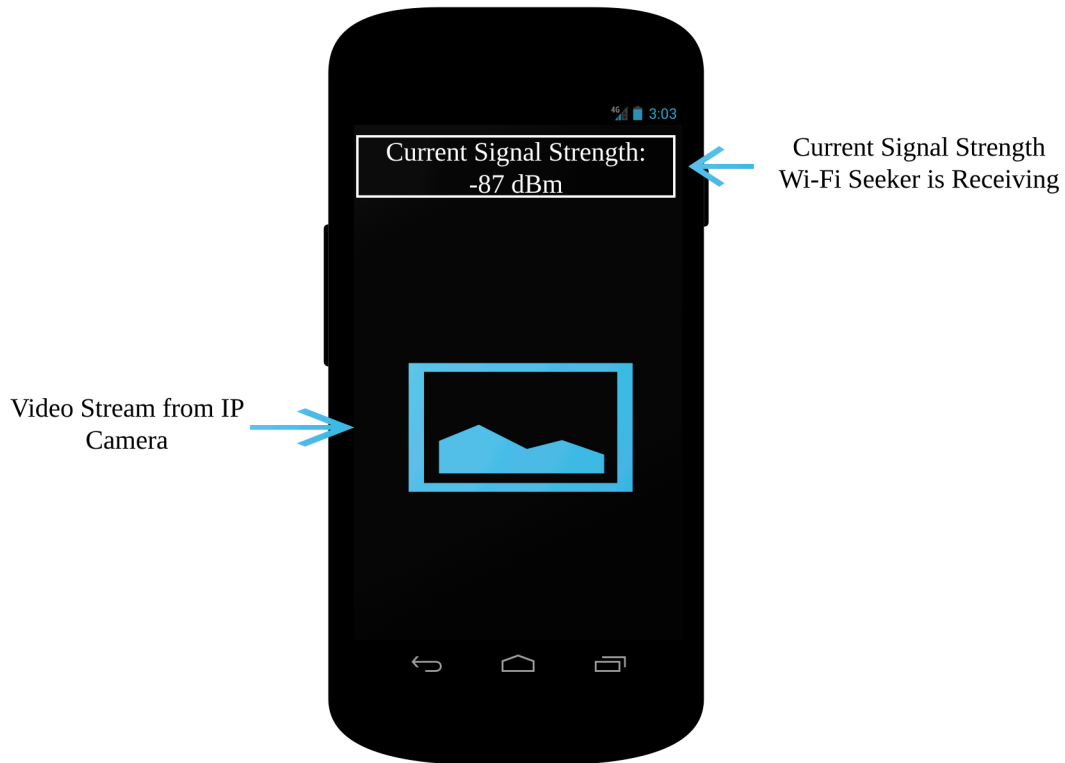 4G 3:03
Current Signal Strength:
-87 dBm
Current Signal Strength
Wi-Fi Seeker is Receiving
Video Stream from IP
Camera